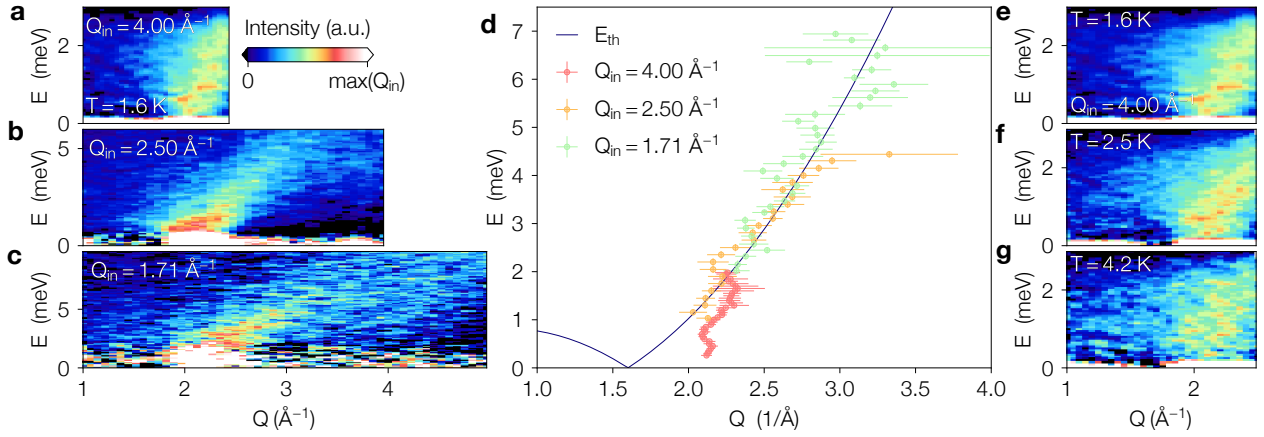 a
Q_in = 4.00 Å⁻¹
T = 1.6 K
E (meV)
2
0
Intensity (a.u.)
0
max(Q_in)
b
Q_in = 2.50 Å⁻¹
E (meV)
5
0
c
Q_in = 1.71 Å⁻¹
E (meV)
5
0
1
2
3
4
Q (Å⁻¹)
d
E_th
Q_in = 4.00 Å⁻¹
Q_in = 2.50 Å⁻¹
Q_in = 1.71 Å⁻¹
E (meV)
7
6
5
4
3
2
1
0
1.0
1.5
2.0
2.5
3.0
3.5
4.0
Q (1/Å)
e
T = 1.6 K
Q_in = 4.00 Å⁻¹
E (meV)
2
0
f
T = 2.5 K
E (meV)
2
0
g
T = 4.2 K
E (meV)
2
0
1
2
Q (Å⁻¹)